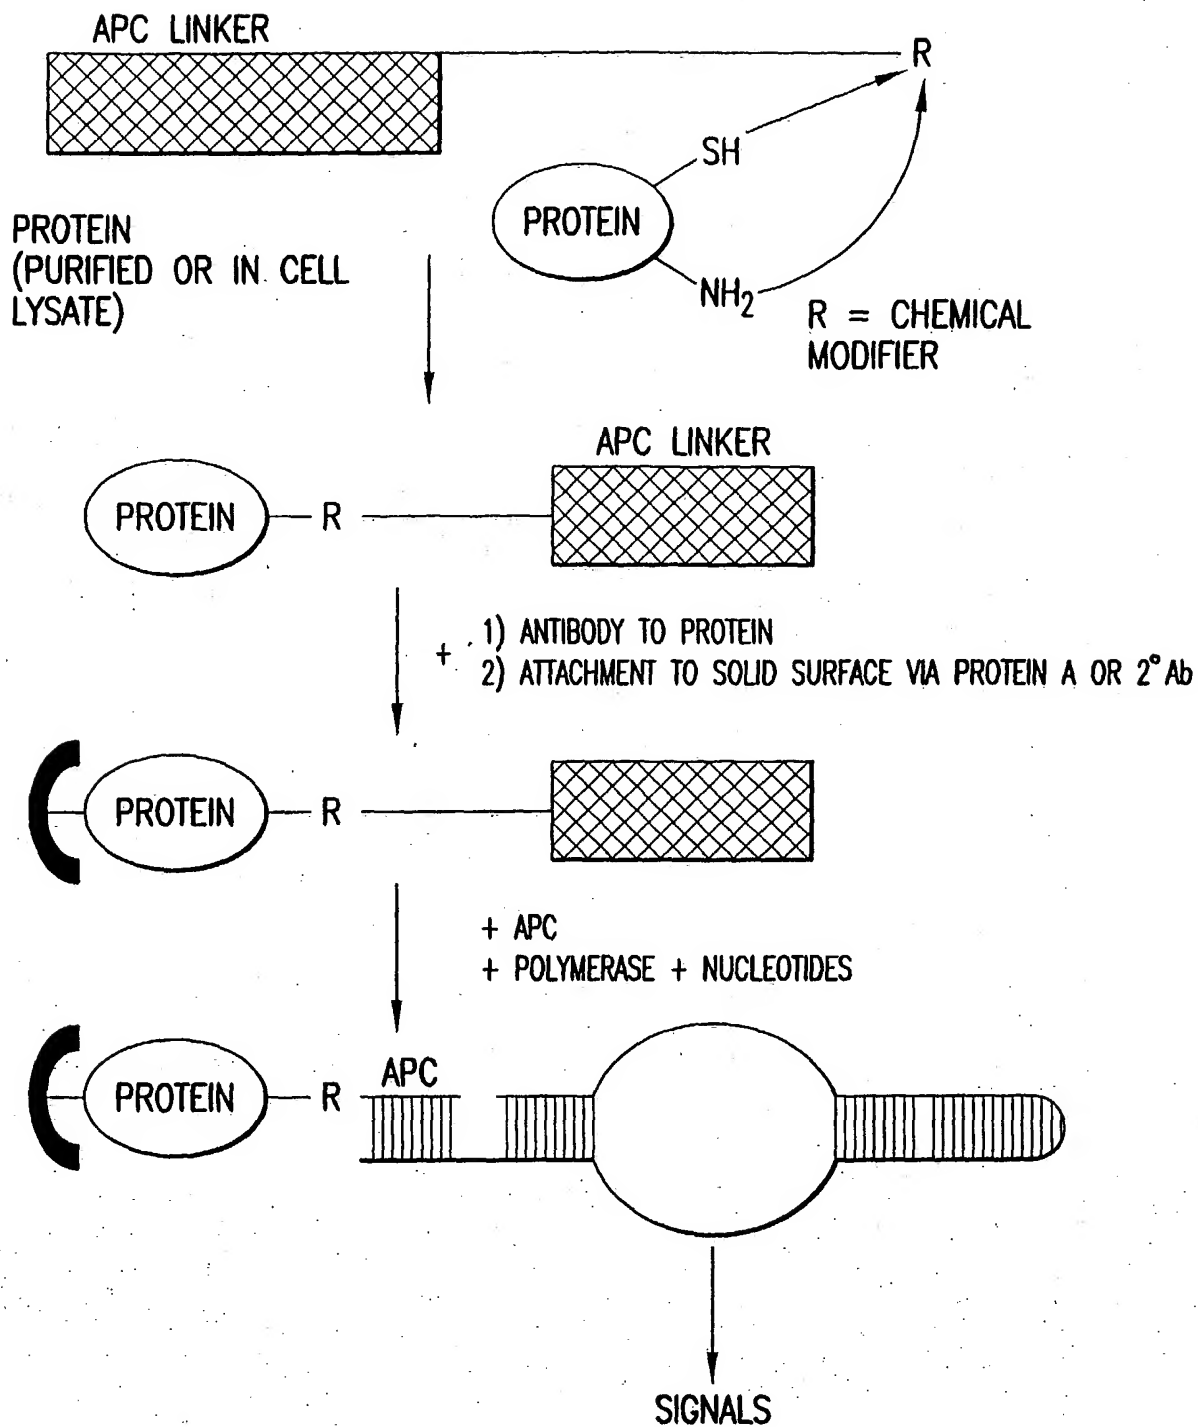 APC LINKER
R
SH
PROTEIN
NH2
PROTEIN
(PURIFIED OR IN CELL
LYSATE)
R = CHEMICAL
MODIFIER
APC LINKER
PROTEIN R
+ 1) ANTIBODY TO PROTEIN
2) ATTACHMENT TO SOLID SURFACE VIA PROTEIN A OR 2° Ab
PROTEIN R
+ APC
+ POLYMERASE + NUCLEOTIDES
APC
PROTEIN R
SIGNALS